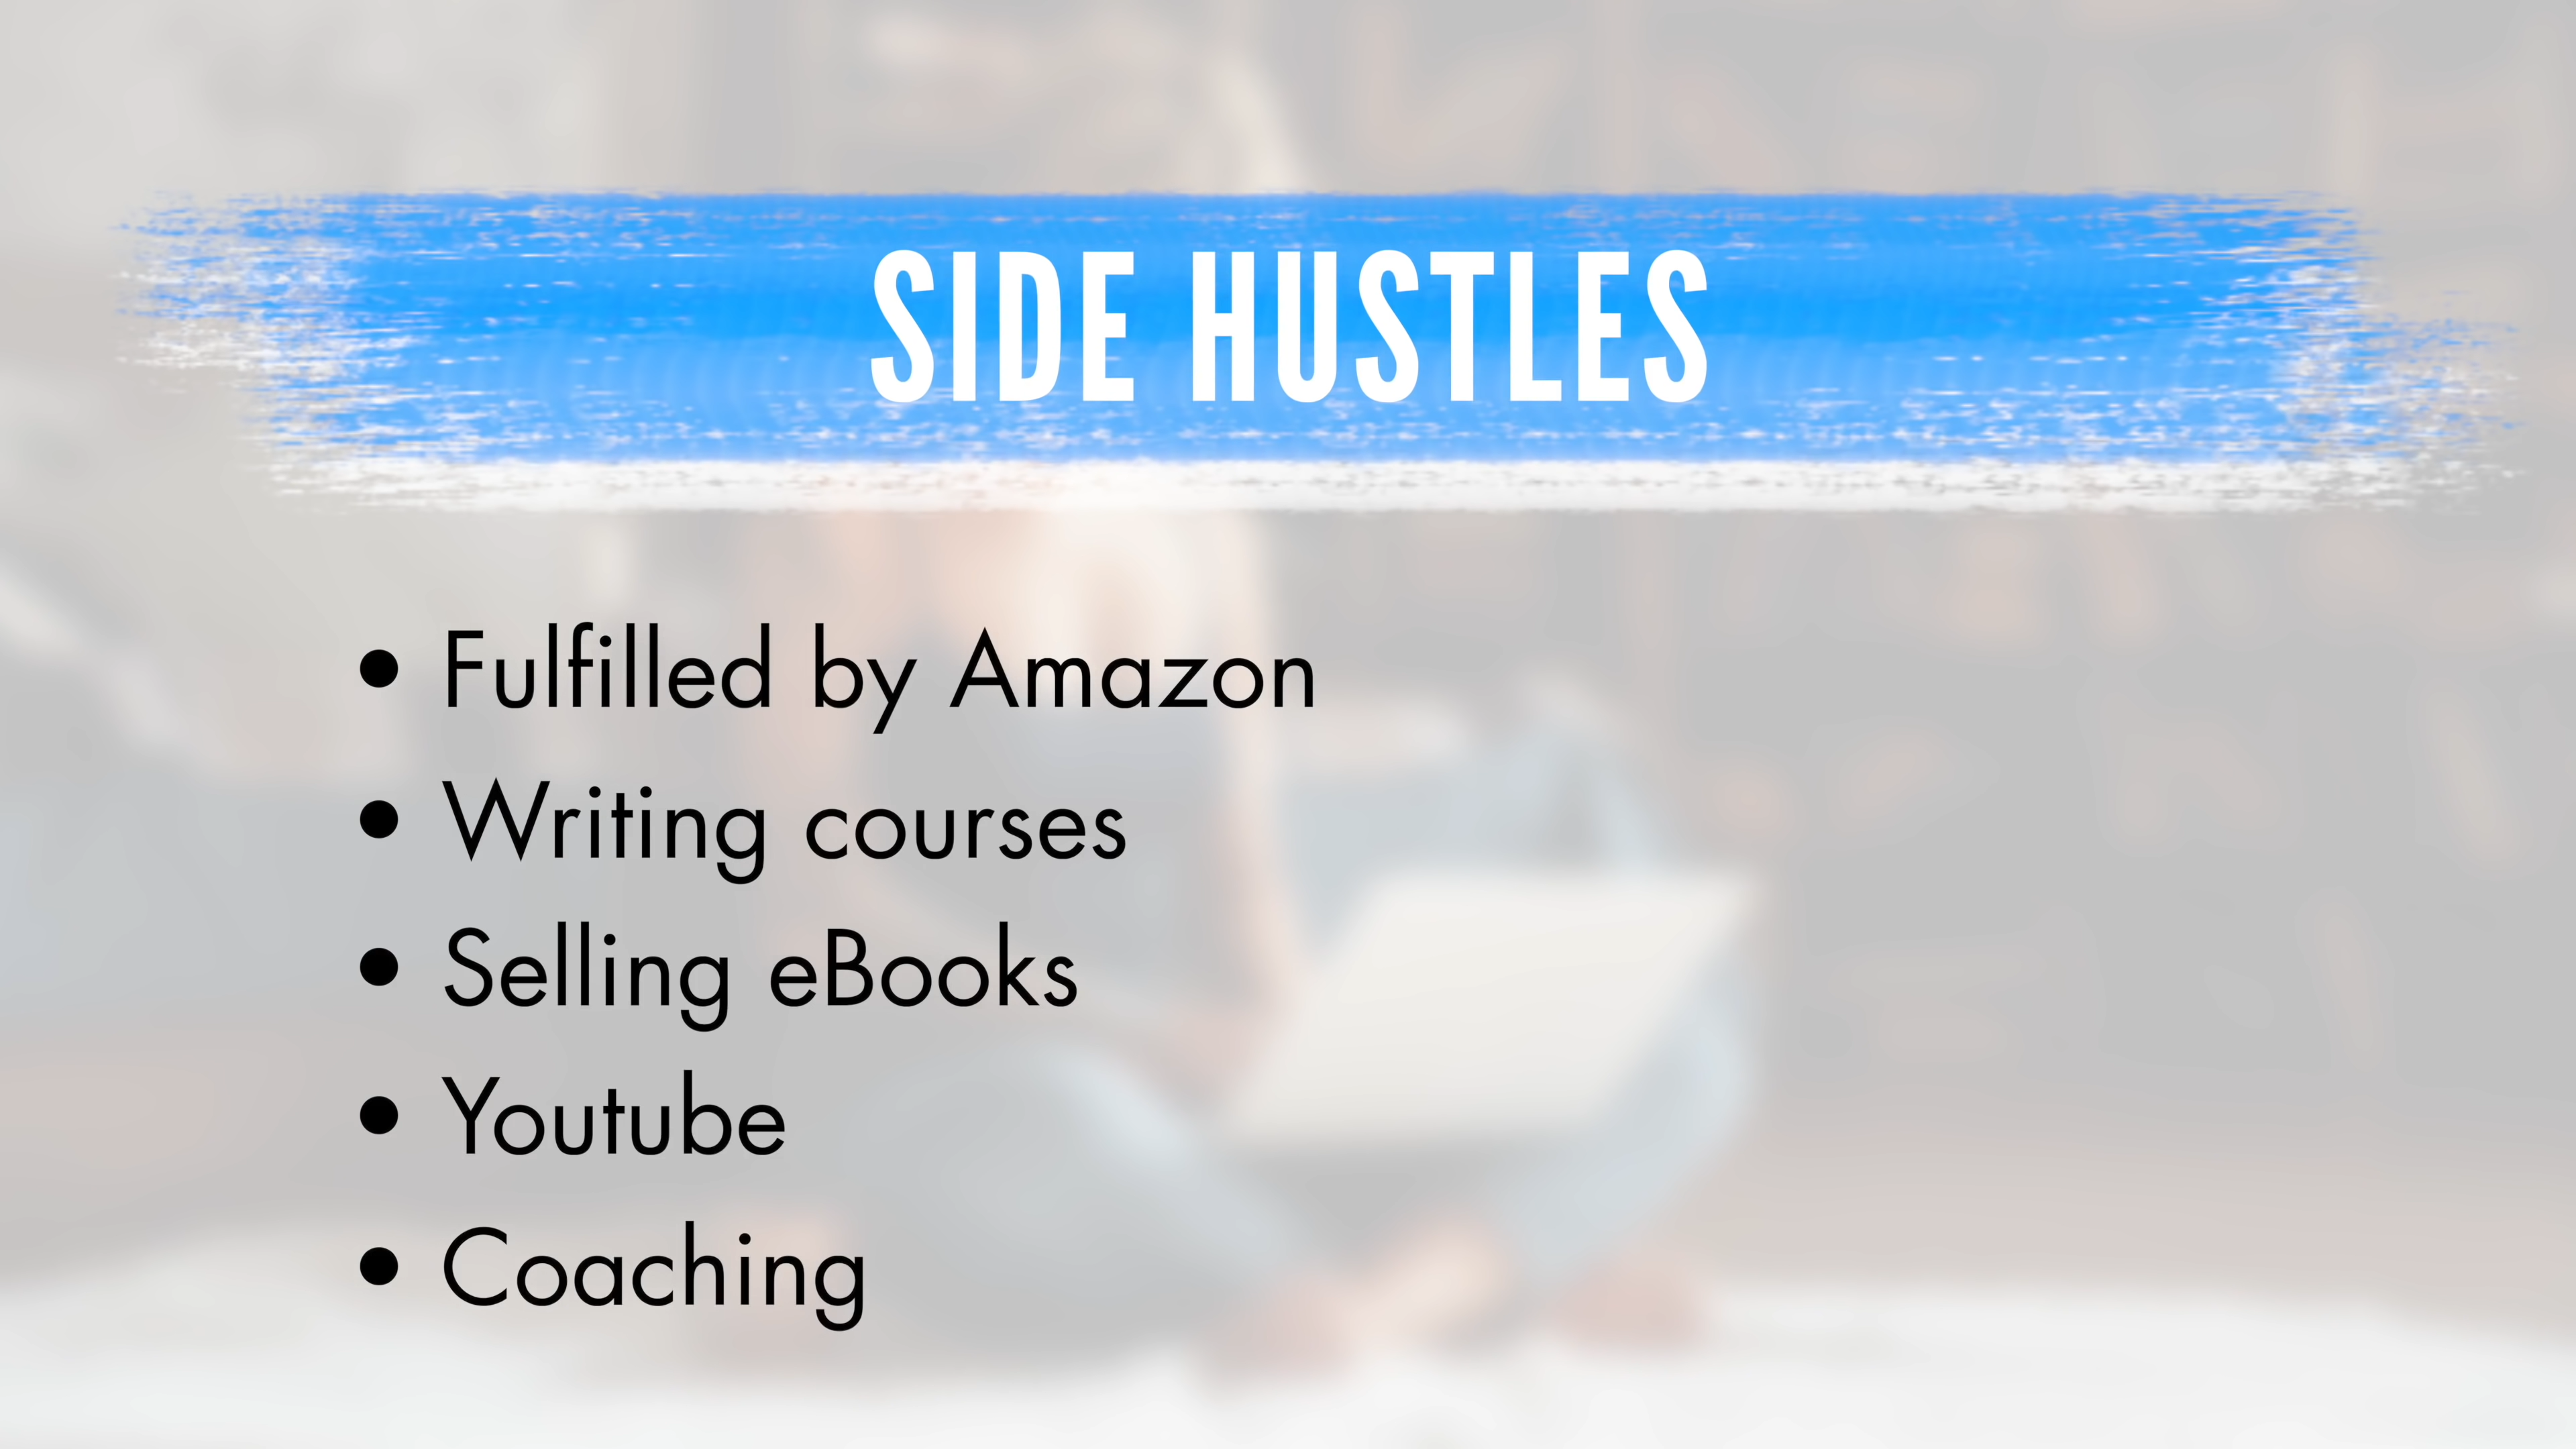 SIDE HUSTLES
• Fulfilled by Amazon
• Writing courses
• Selling eBooks
• Youtube
• Coaching